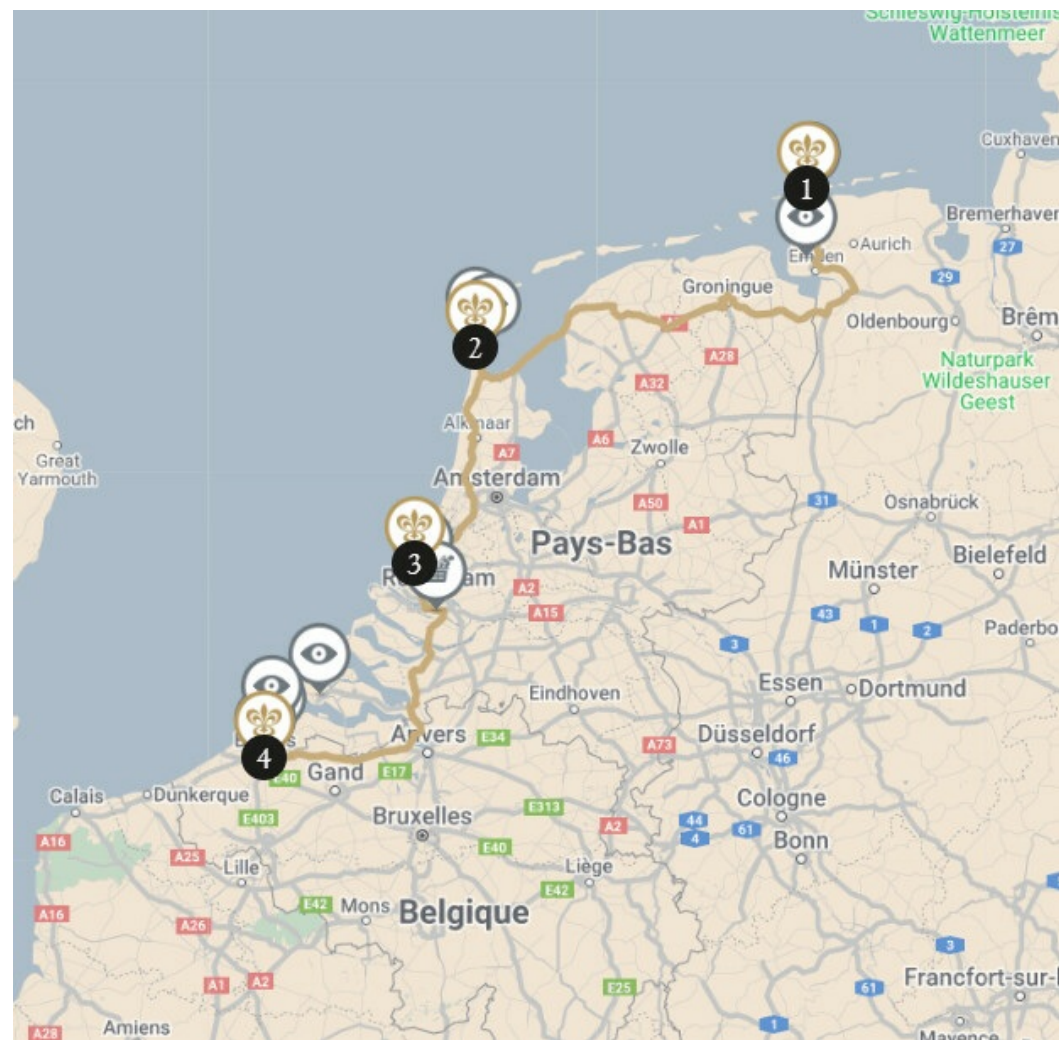 Schleswig-Holsteinis
Wattenmeer
Cuxhaven
1
Bremerhaven
27
Aurich
Emden
29
Groningue
Oldenbourg
Brêm
2
A28
Naturpark
Wildeshauser
Geest
A32
ch
Alkmaar
A6
Great
Yarmouth
A7
Zwolle
Amsterdam
A50
31
Osnabrück
A1
3
Pays-Bas
Bielefeld
Münster
A2
A15
43
1
2
Paderbo
3
Eindhoven
Essen
Dortmund
4
Anvers
E34
A73
Düsseldorf
46
E40
Gand
E17
Calais
Dunkerque
Cologne
E403
Bruxelles
E313
A2
44
4
61
A16
A25
E40
Bonn
Lille
Liège
E42
A16
E42
Mons
Belgique
A26
3
A1
A2
E25
61
Francfort-sur-
A28
Amiens
1
Mayence